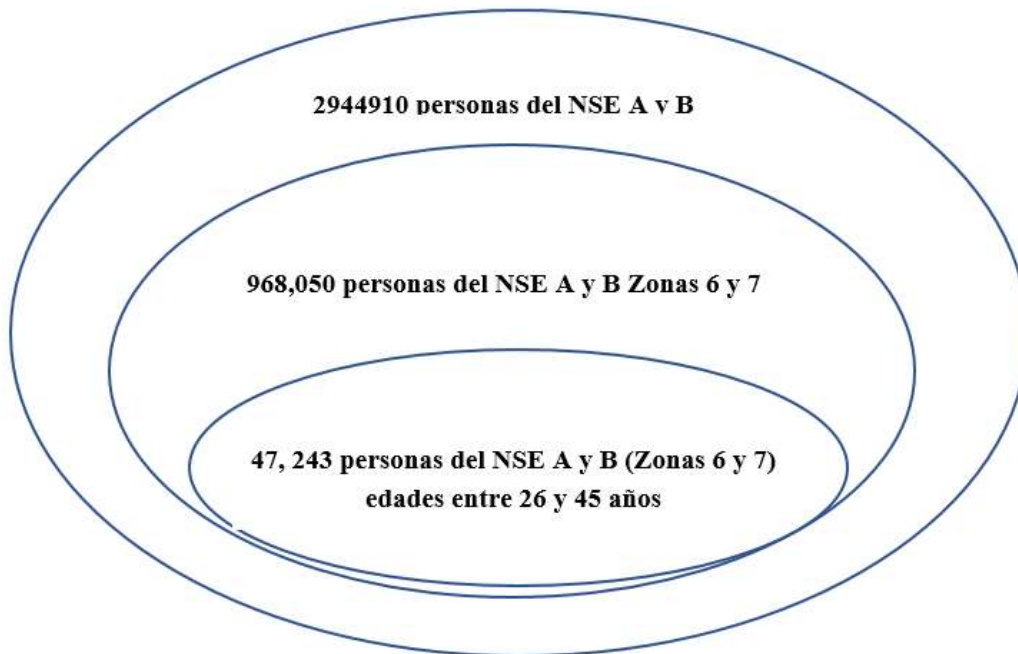 2944910 personas del NSE A y B
968,050 personas del NSE A y B Zonas 6 y 7
47, 243 personas del NSE A y B (Zonas 6 y 7)
edades entre 26 y 45 años